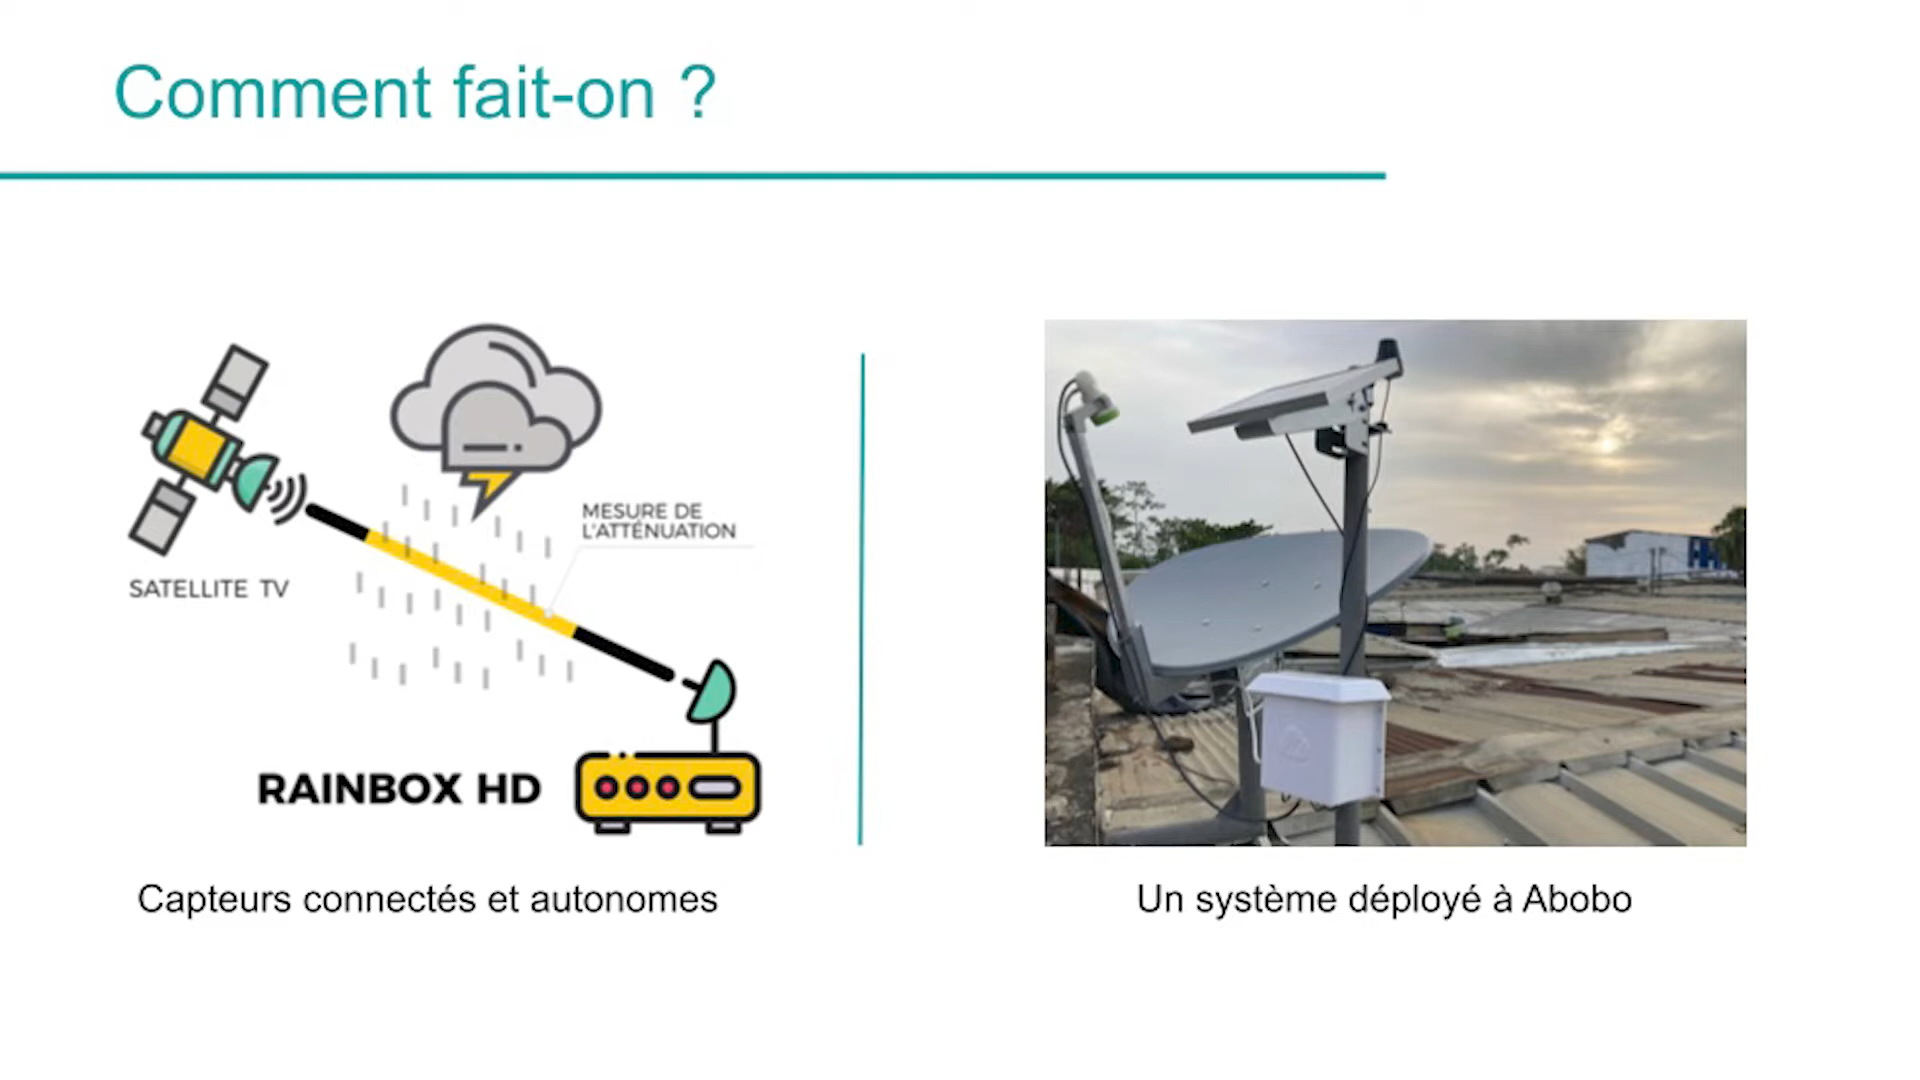 Comment fait-on ?
MESURE DE
L'ATTÉNUATION
SATELLITE TV
RAINBOX HD
Capteurs connectés et autonomes
Un système déployé à Abobo